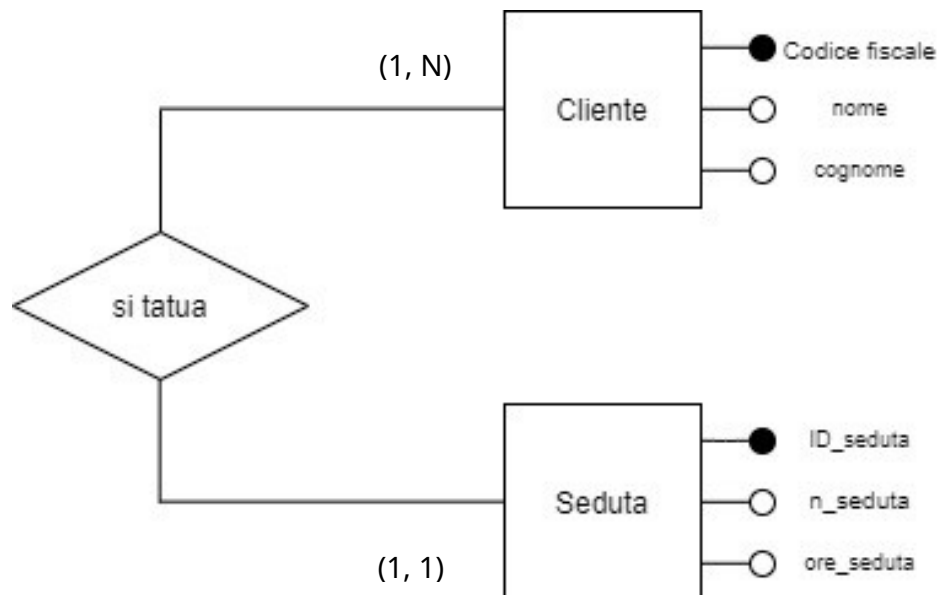 (1, N)
Codice fiscale
Cliente
nome
cognome
si tatua
ID_seduta
Seduta
n_seduta
ore_seduta
(1, 1)